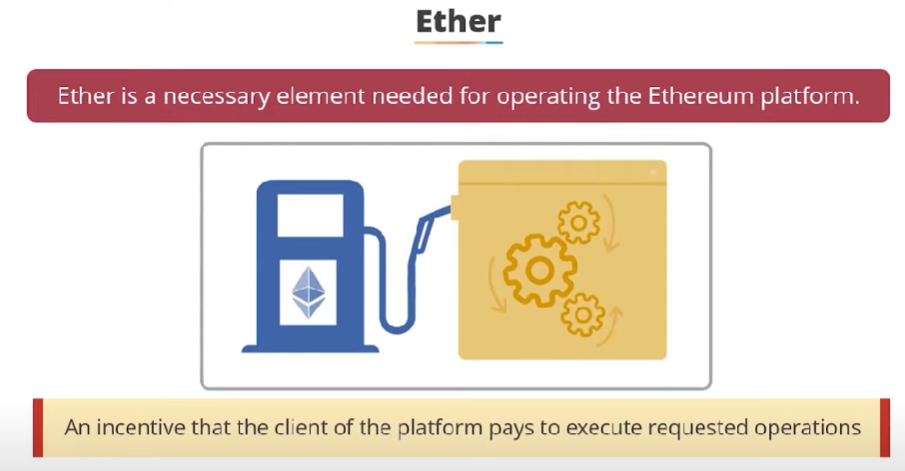 Ether
Ether is a necessary element needed for operating the Ethereum platform.
An incentive that the client of the platform pays to execute requested operations